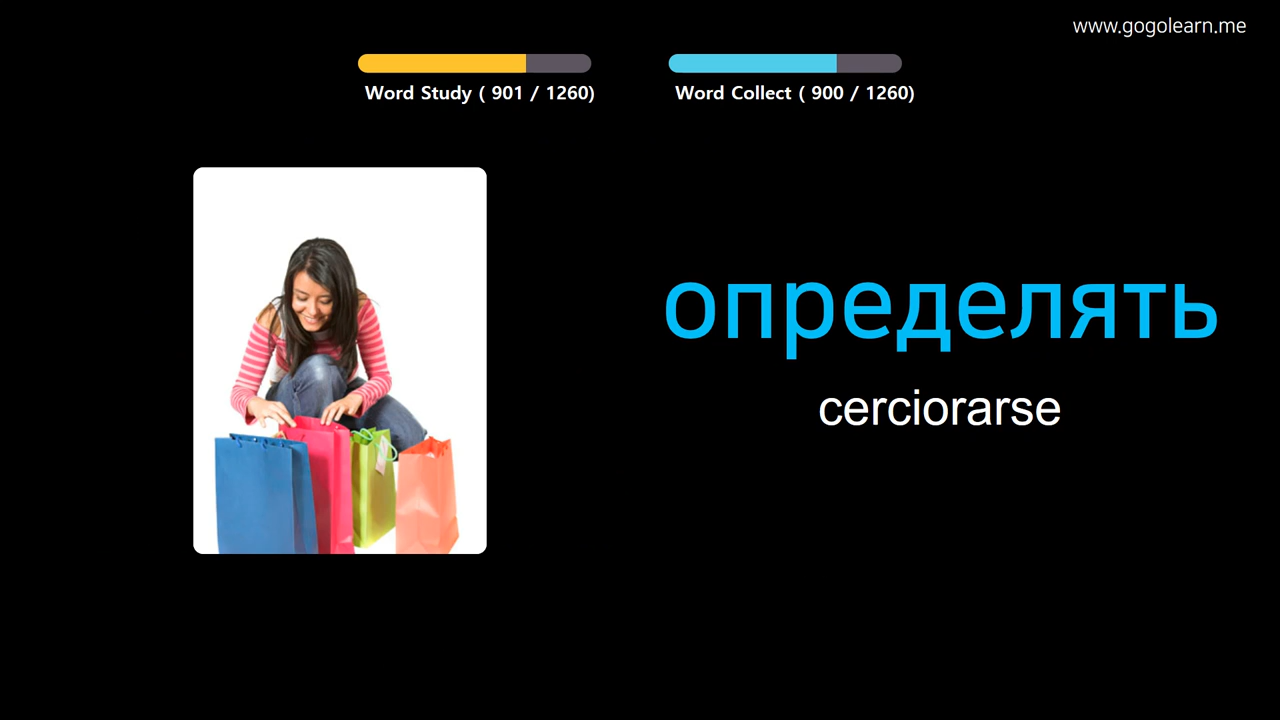 www.gogolearn.me
Word Study ( 901 / 1260)
Word Collect ( 900 / 1260)
определять
cerciorarse